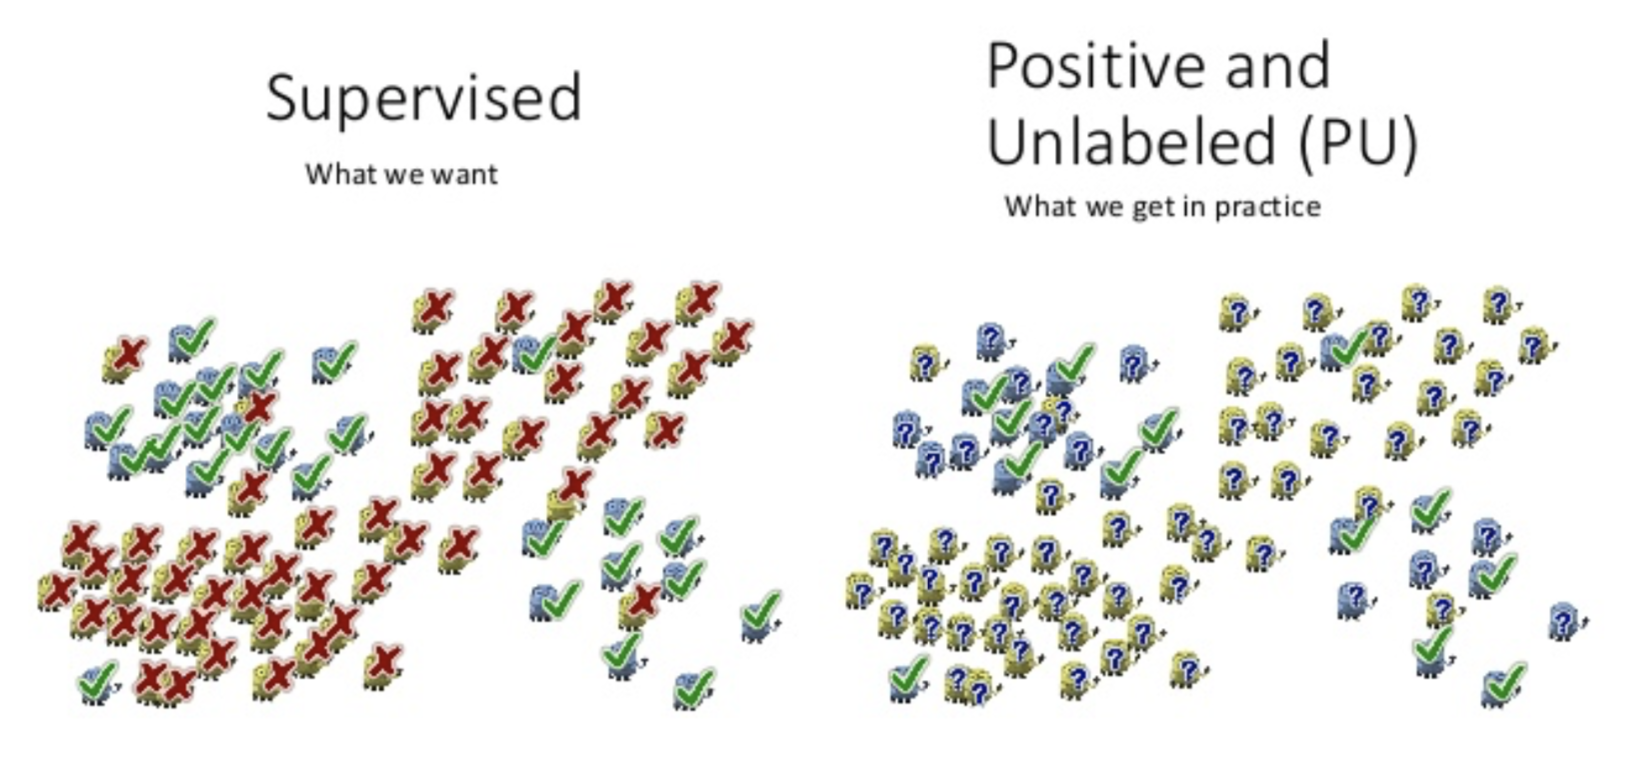 Supervised
What we want
Positive and
Unlabeled (PU)
What we get in practice